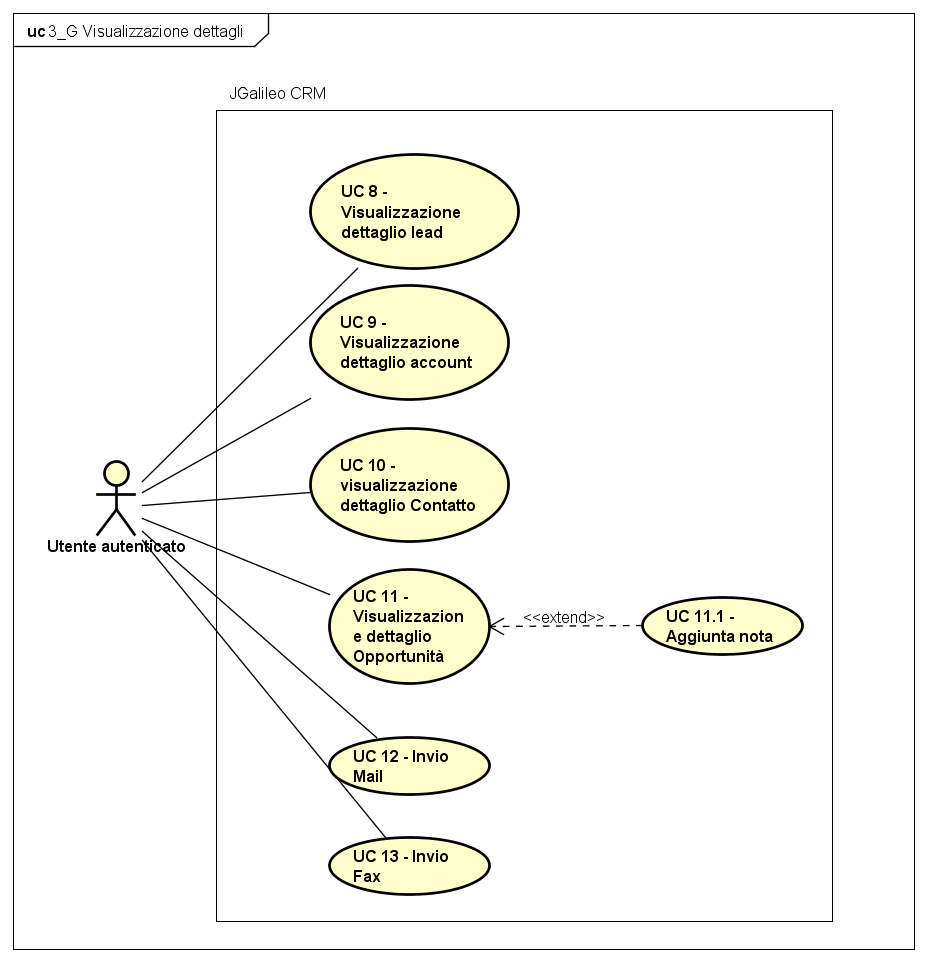 uc 3_G Visualizzazione dettagli
JGalileo CRM
UC 8 -
Visualizzazione
dettaglio lead
UC 9 -
Visualizzazione
dettaglio account
UC 10 -
visualizzazione
dettaglio Contatto
Utente autenticato
UC 11 -
Visualizzazion
e dettaglio
Opportunità
<<extend>>
UC 11.1 -
Aggiunta nota
UC 12 - Invio
Mail
UC 13 - Invio
Fax